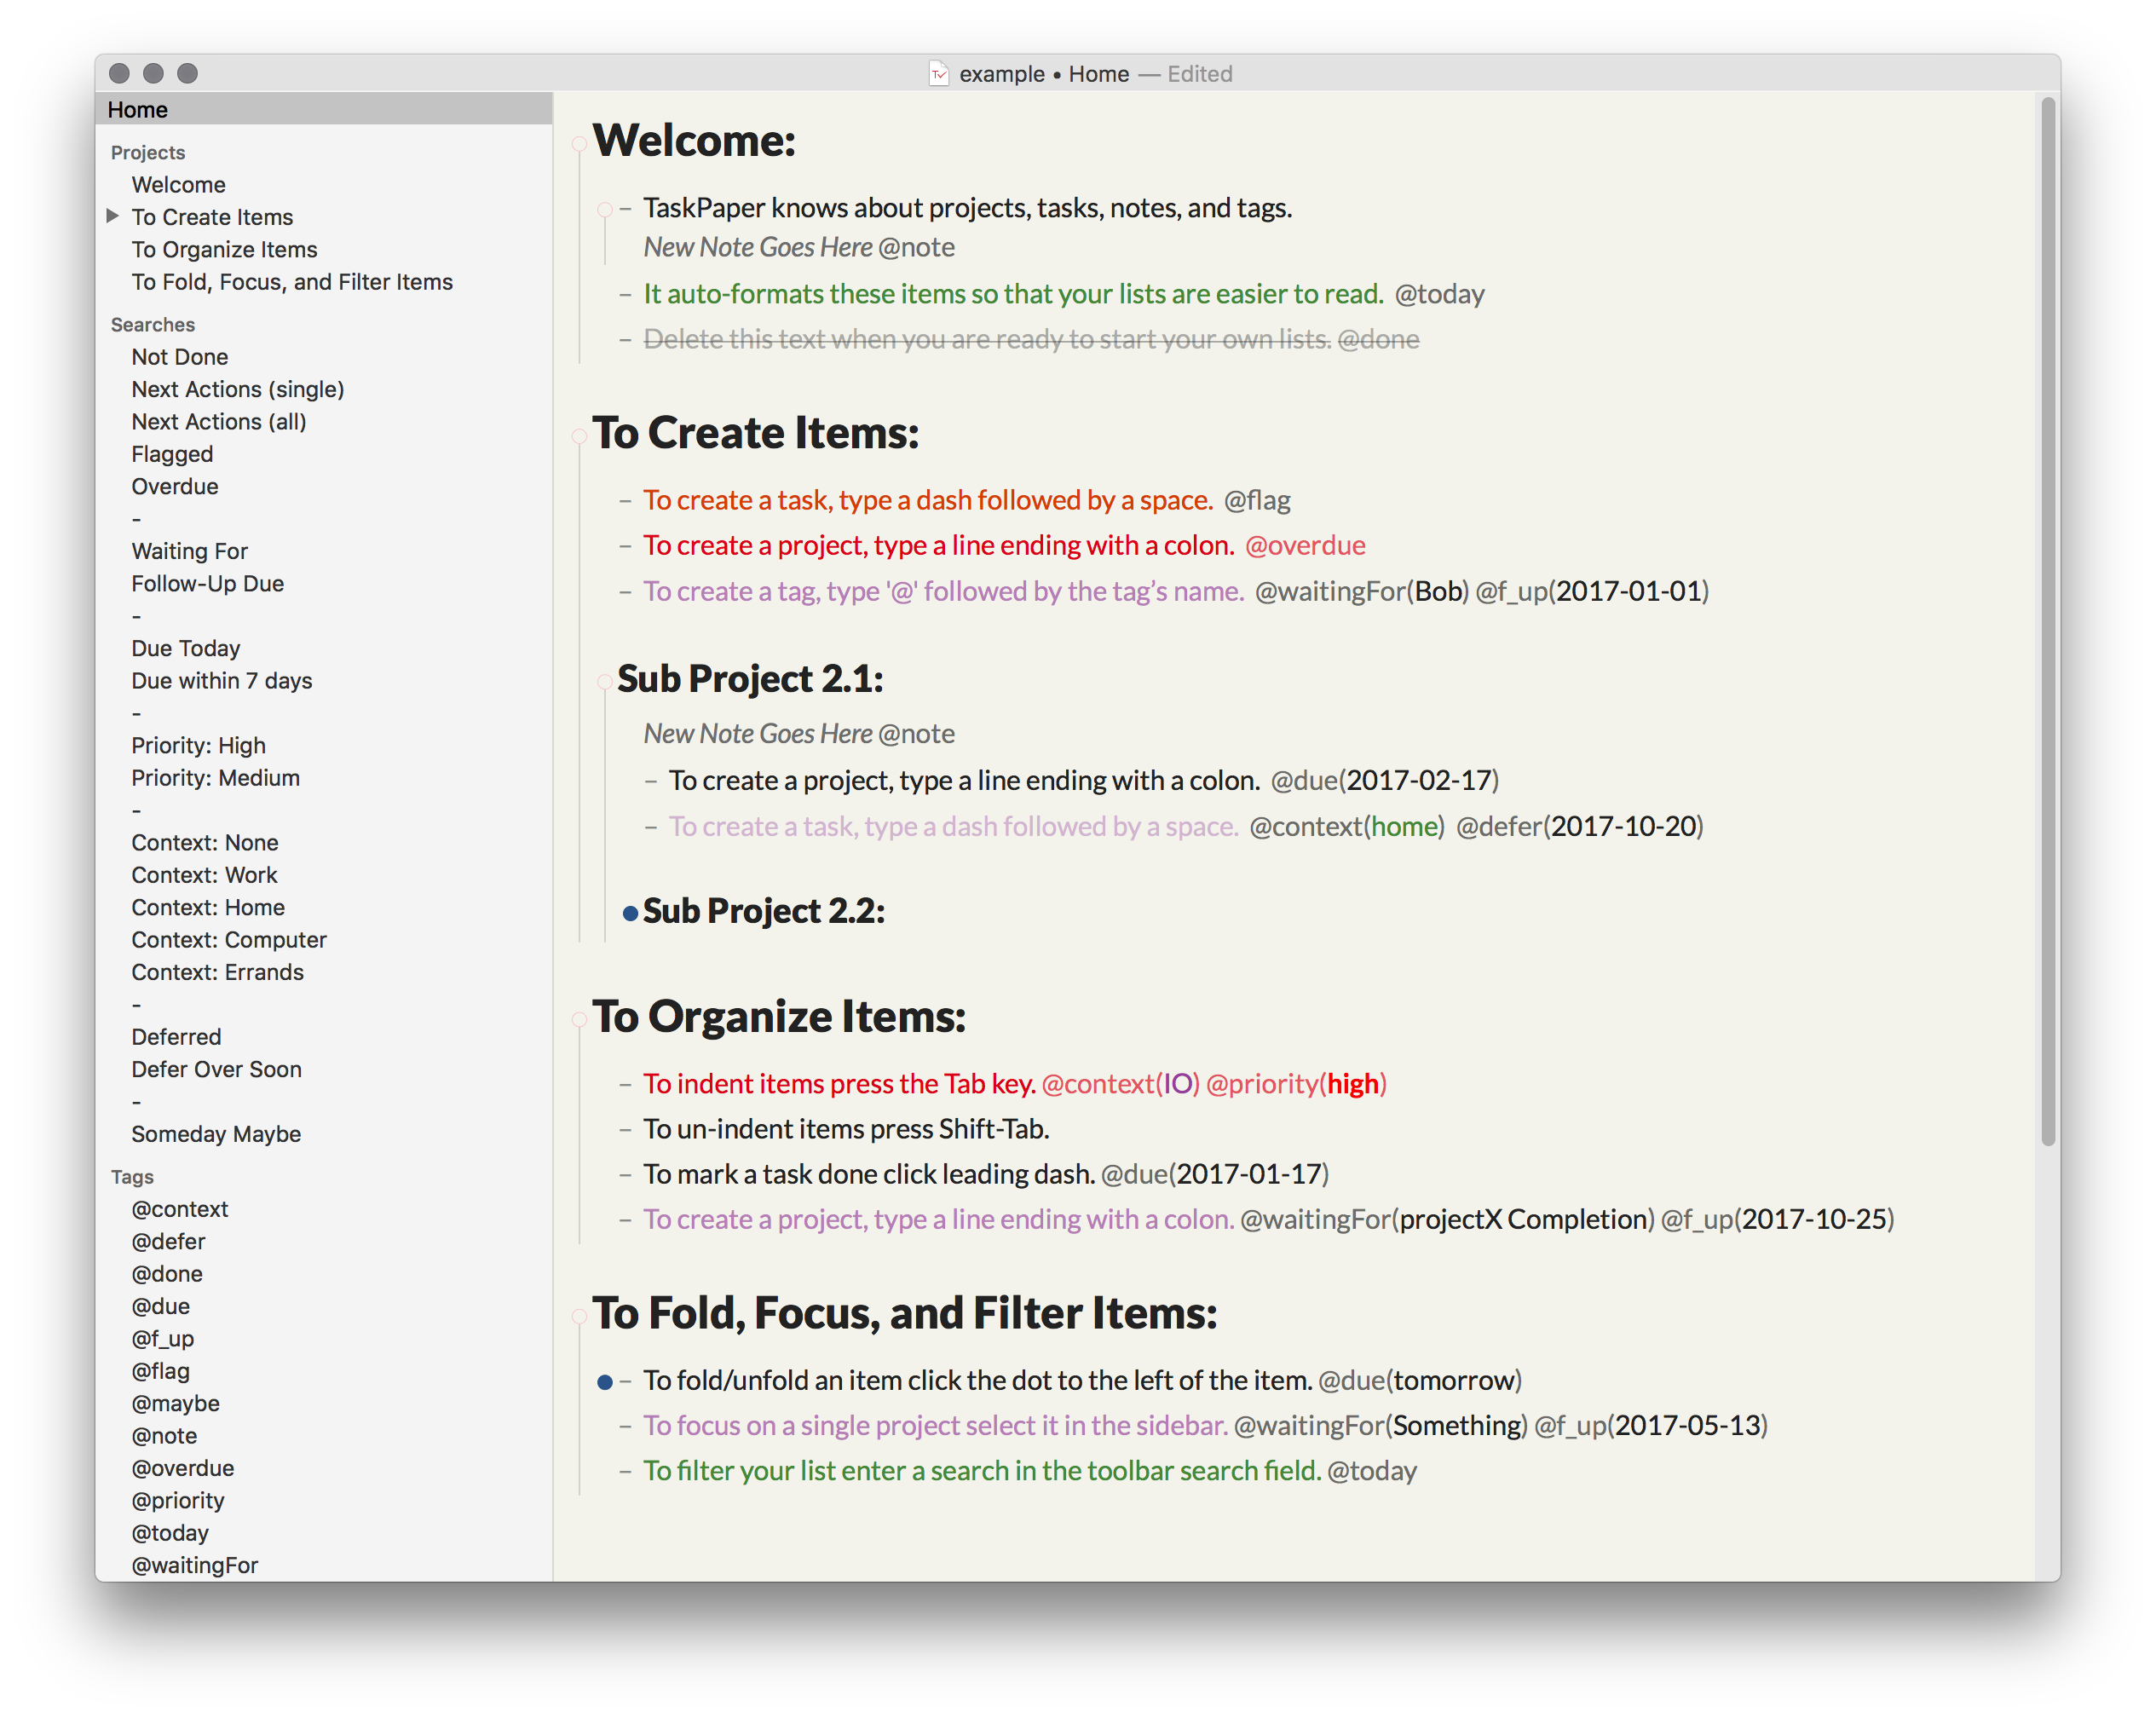 example • Home — Edited
Home
Projects
Welcome
To Create Items
To Organize Items
To Fold, Focus, and Filter Items
Searches
Not Done
Next Actions (single)
Next Actions (all)
Flagged
Overdue
-
Waiting For
Follow-Up Due
-
Due Today
Due within 7 days
-
Priority: High
Priority: Medium
-
Context: None
Context: Work
Context: Home
Context: Computer
Context: Errands
-
Deferred
Defer Over Soon
-
Someday Maybe
Tags
@context
@defer
@done
@due
@f_up
@flag
@maybe
@note
@overdue
@priority
@today
@waitingFor
Welcome:
– TaskPaper knows about projects, tasks, notes, and tags.
New Note Goes Here @note
– It auto-formats these items so that your lists are easier to read. @today
– Delete this text when you are ready to start your own lists. @done
To Create Items:
– To create a task, type a dash followed by a space. @flag
– To create a project, type a line ending with a colon. @overdue
– To create a tag, type '@' followed by the tag’s name. @waitingFor(Bob) @f_up(2017-01-01)
Sub Project 2.1:
New Note Goes Here @note
– To create a project, type a line ending with a colon. @due(2017-02-17)
– To create a task, type a dash followed by a space. @context(home) @defer(2017-10-20)
Sub Project 2.2:
To Organize Items:
– To indent items press the Tab key. @context(IO) @priority(high)
– To un-indent items press Shift-Tab.
– To mark a task done click leading dash. @due(2017-01-17)
– To create a project, type a line ending with a colon. @waitingFor(projectX Completion) @f_up(2017-10-25)
To Fold, Focus, and Filter Items:
– To fold/unfold an item click the dot to the left of the item. @due(tomorrow)
– To focus on a single project select it in the sidebar. @waitingFor(Something) @f_up(2017-05-13)
– To filter your list enter a search in the toolbar search field. @today